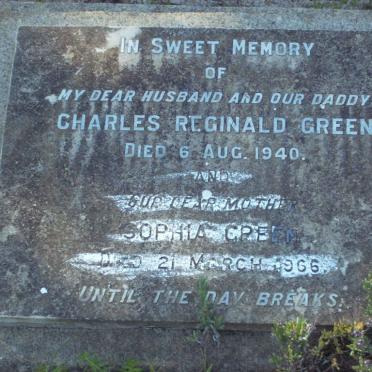 IN SWEET MEMORY
OF
MY DEAR HUSBAND AND OUR DADDY
CHARLES REGINALD GREEN
DIED 6 AUG. 1940.
AND
OUR DEAR MOTHER
SOPHIA GREEN
DIED 21 MARCH 1966.
UNTIL THE DAY BREAKS.